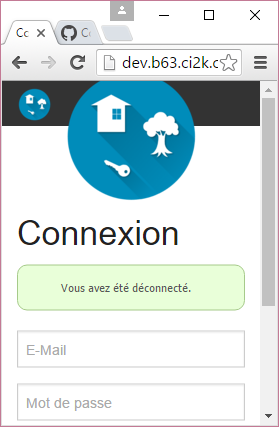 Co
C
dev.b63.ci2k.c
Connexion
Vous avez été déconnecté.
E-Mail
Mot de passe